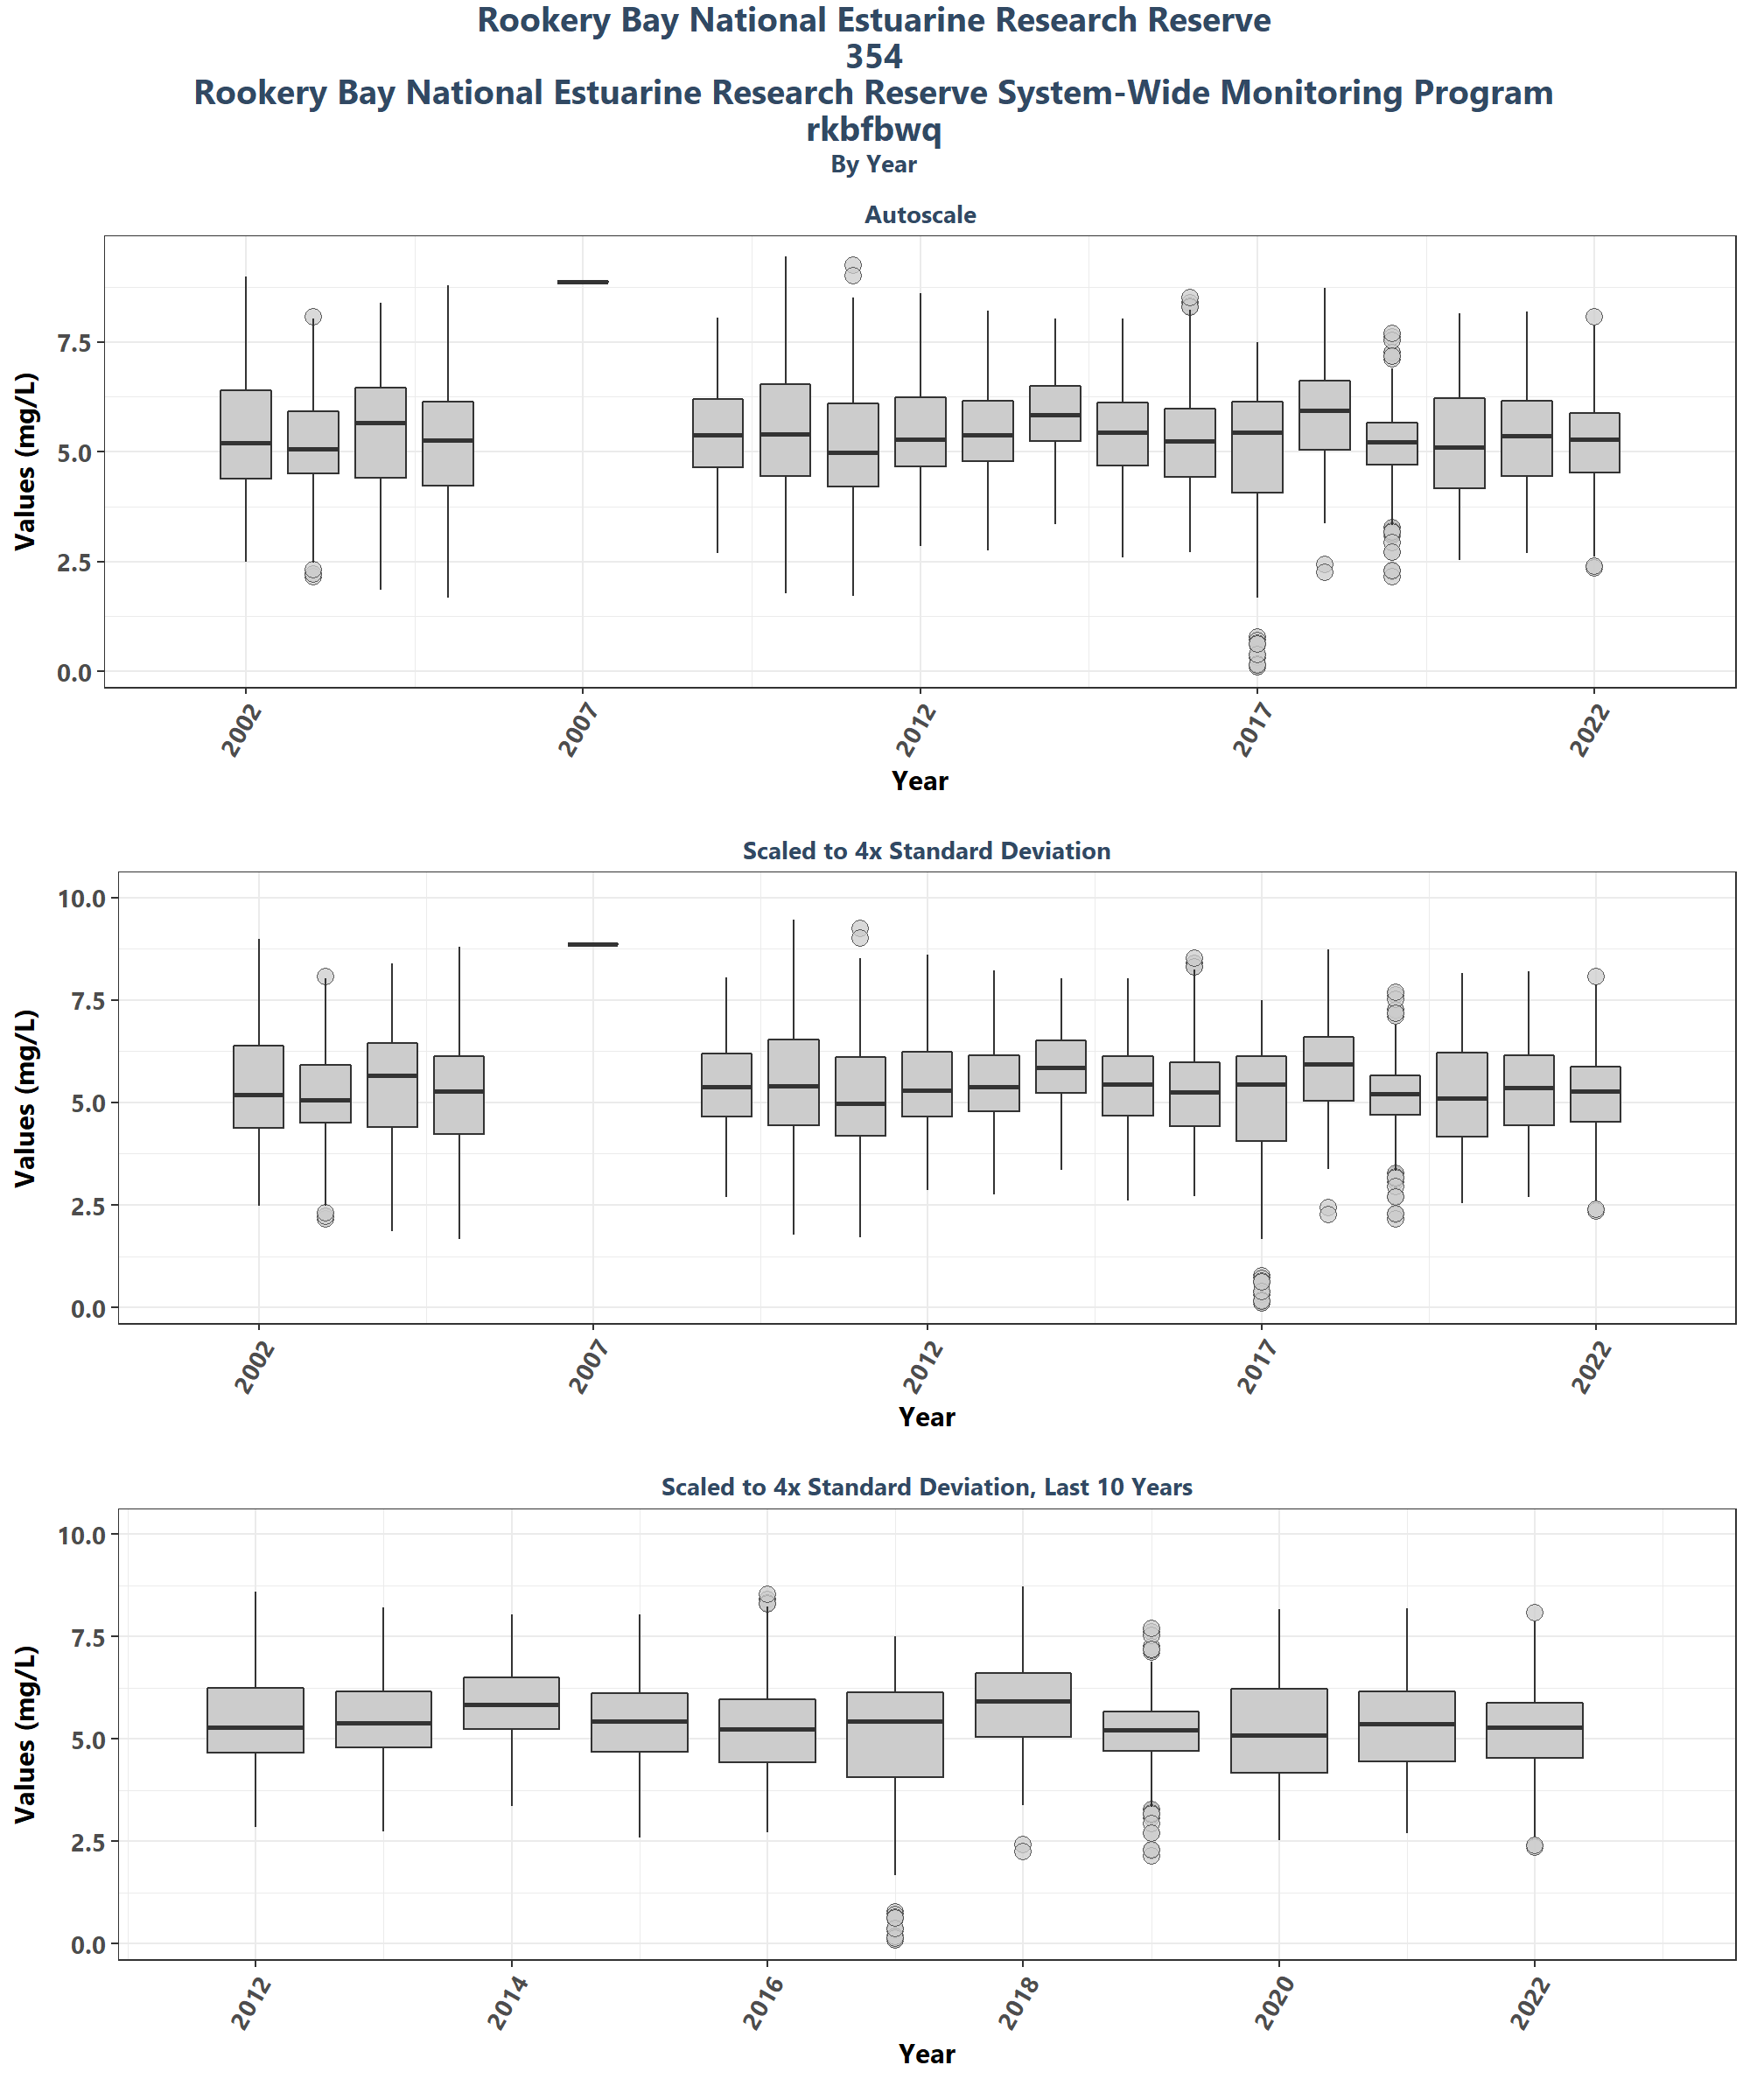 Rookery Bay National Estuarine Research Reserve
354
Rookery Bay National Estuarine Research Reserve System-Wide Monitoring Program
rkbfbwq
By Year
Autoscale
Values (mg/L)
7.5
5.0
2.5
0.0
2002
2007
2012
2017
2022
Year
Scaled to 4x Standard Deviation
Values (mg/L)
10.0
7.5
5.0
2.5
0.0
2002
2007
2012
2017
2022
Year
Scaled to 4x Standard Deviation, Last 10 Years
Values (mg/L)
10.0
7.5
5.0
2.5
0.0
2012
2014
2016
2018
2020
2022
Year